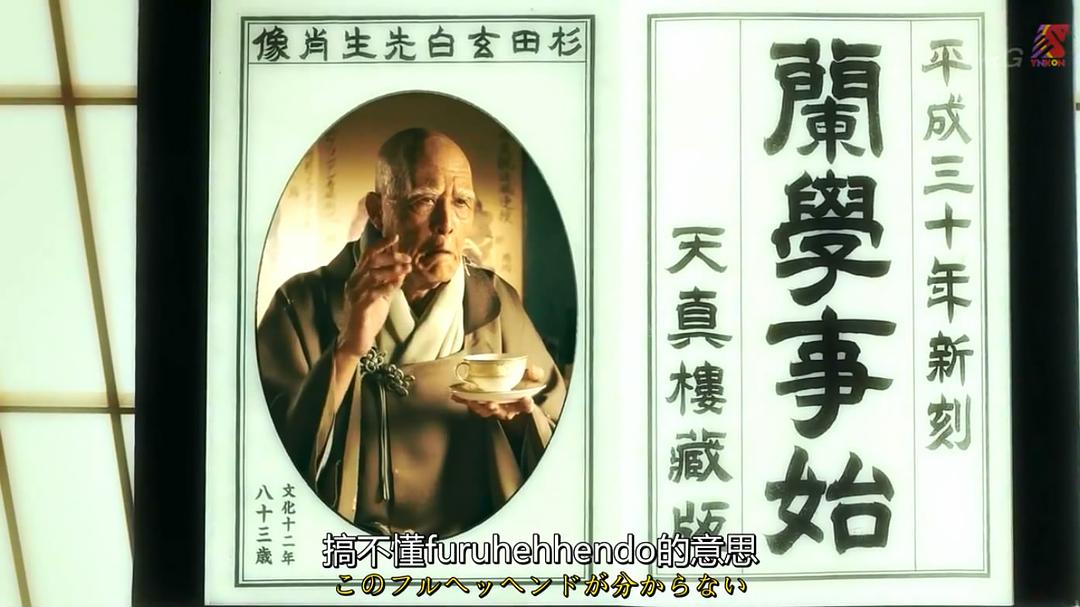 平成三十年新刻
蘭學事始
天真樓藏版
杉田玄白先生肖像
文化十二年
八十三歳
YNKON
搞不懂furuhehhendo的意思
このフルヘッヘンドが分からない